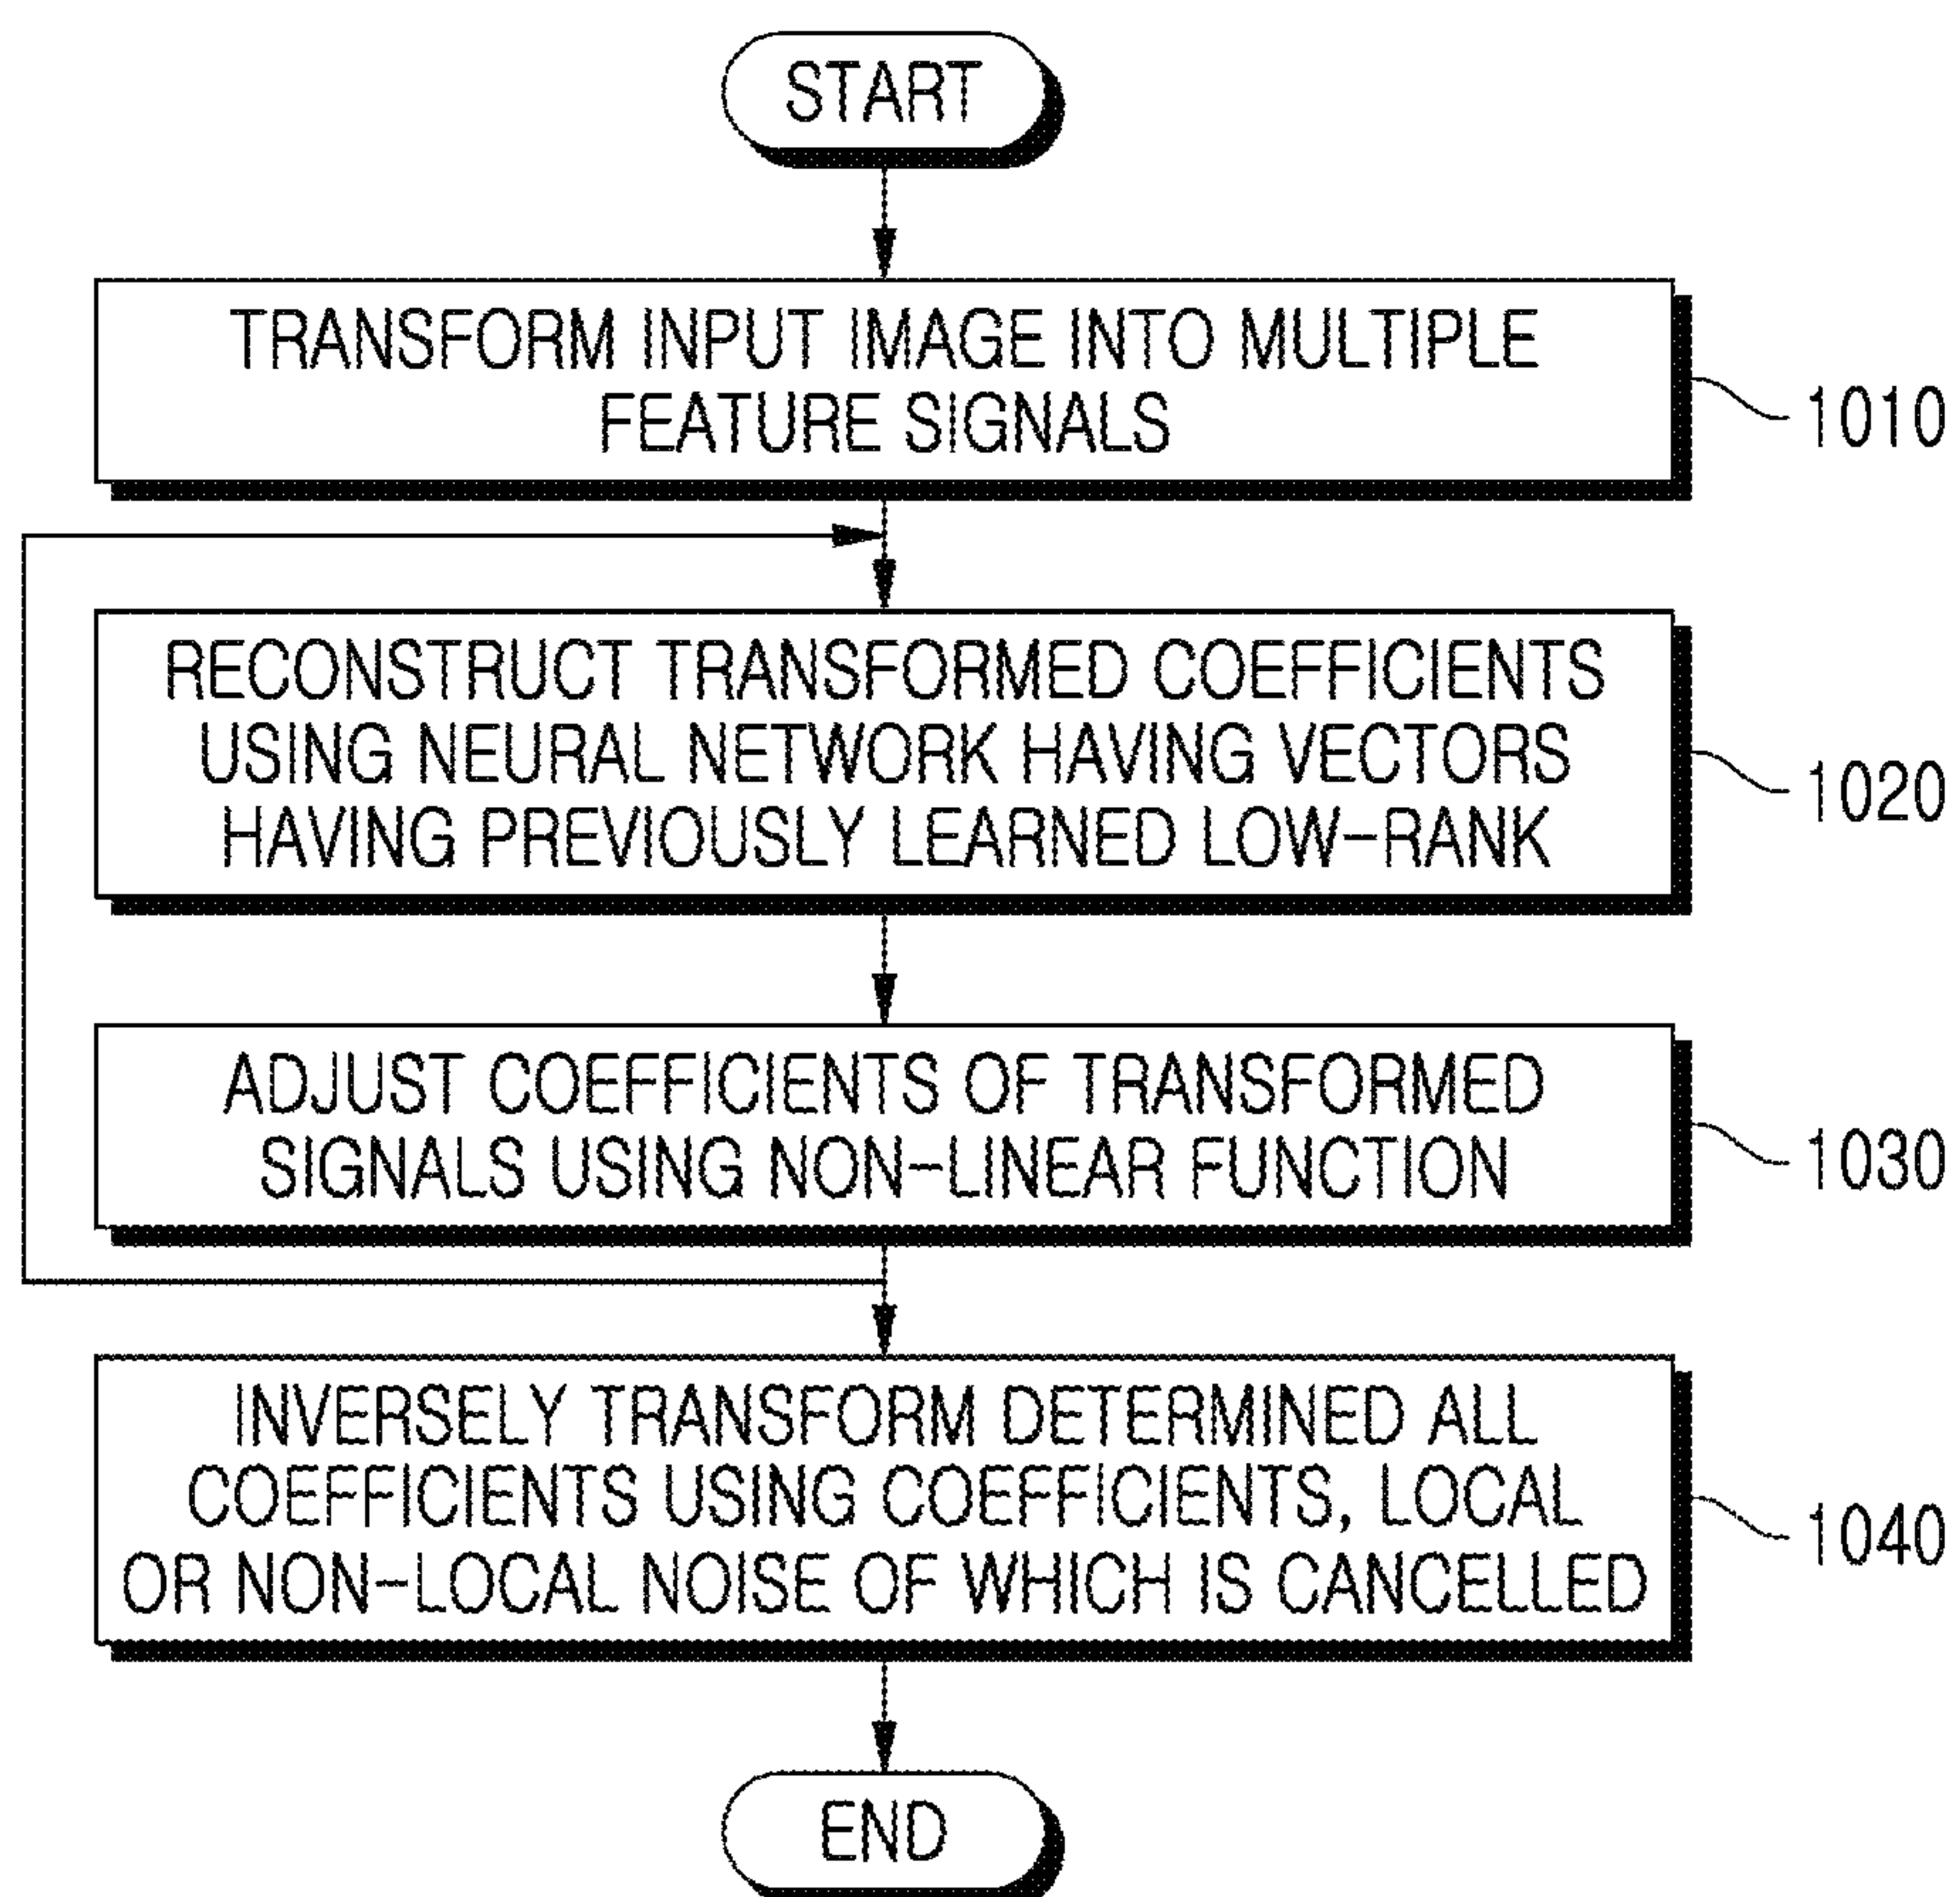 START
TRANSFORM INPUT IMAGE INTO MULTIPLE
FEATURE SIGNALS
1010
RECONSTRUCT TRANSFORMED COEFFICIENTS
USING NEURAL NETWORK HAVING VECTORS
HAVING PREVIOUSLY LEARNED LOW-RANK
1020
ADJUST COEFFICIENTS OF TRANSFORMED
SIGNALS USING NON-LINEAR FUNCTION
1030
INVERSELY TRANSFORM DETERMINED ALL
COEFFICIENTS USING COEFFICIENTS, LOCAL
OR NON-LOCAL NOISE OF WHICH IS CANCELLED
1040
END